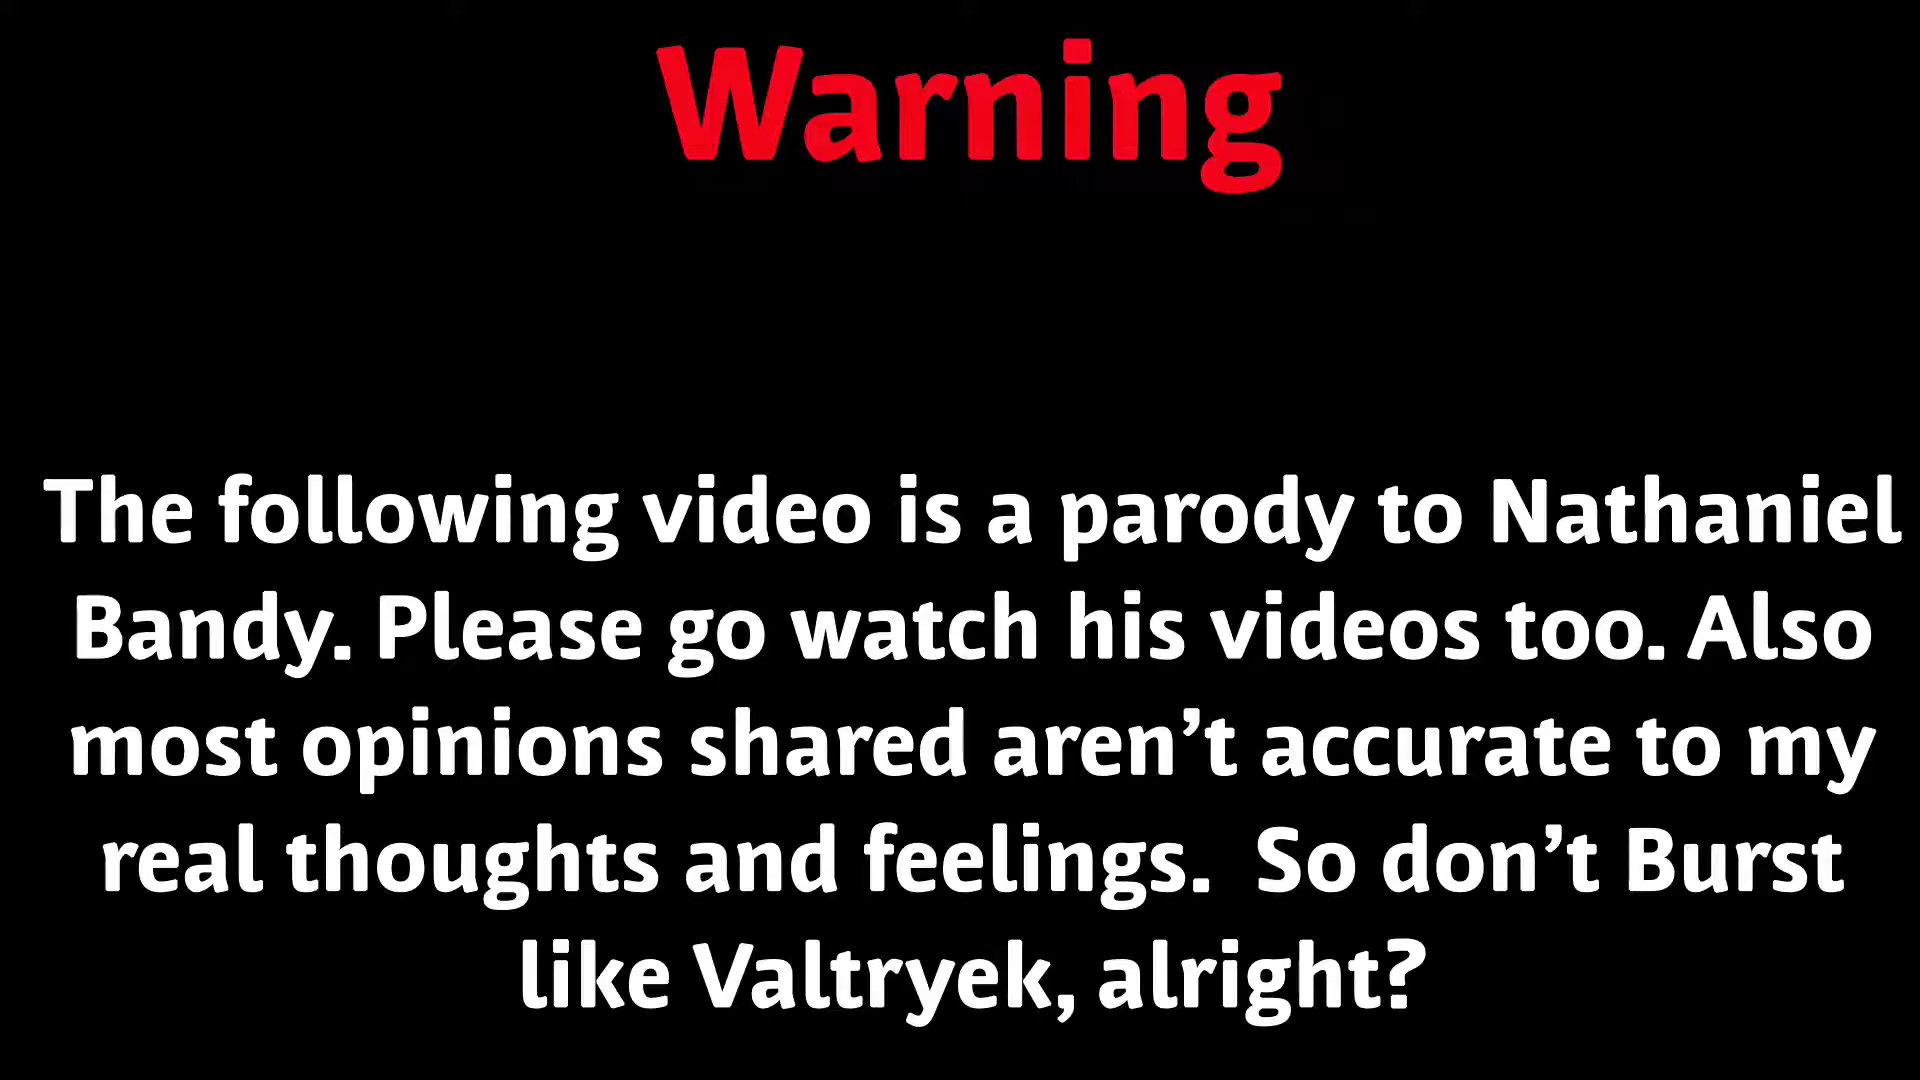 Warning
The following video is a parody to Nathaniel
Bandy. Please go watch his videos too. Also
most opinions shared aren’t accurate to my
real thoughts and feelings.  So don’t Burst
like Valtryek, alright?